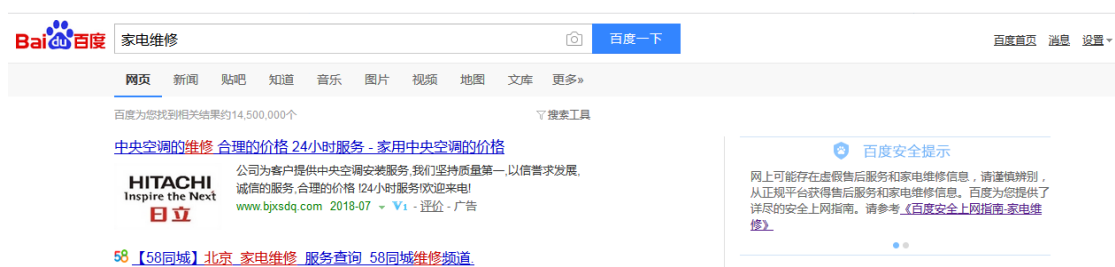 Bai du 百度 家电维修 百度一下 百度首页 消息 设置
网页 新闻 贴吧 知道 音乐 图片 视频 地图 文库 更多»
百度为您找到相关结果约14,500,000个 搜索工具
中央空调的维修 合理的价格 24小时服务 - 家用中央空调的价格
HITACHI
Inspire the Next
日立
公司为客户提供中央空调安装服务,我们坚持质量第一,以信誉求发展,
诚信的服务,合理的价格 !24小时服务!欢迎来电!
www.bjxsdq.com 2018-07 V1 - 评价 - 广告
58 【58同城】北京 家电维修 服务查询 58同城维修频道
百度安全提示
网上可能存在虚假售后服务和家电维修信息，请谨慎辨别，
从正规平台获得售后服务和家电维修信息。百度为您提供了
详尽的安全上网指南。请参考《百度安全上网指南-家电维
修》